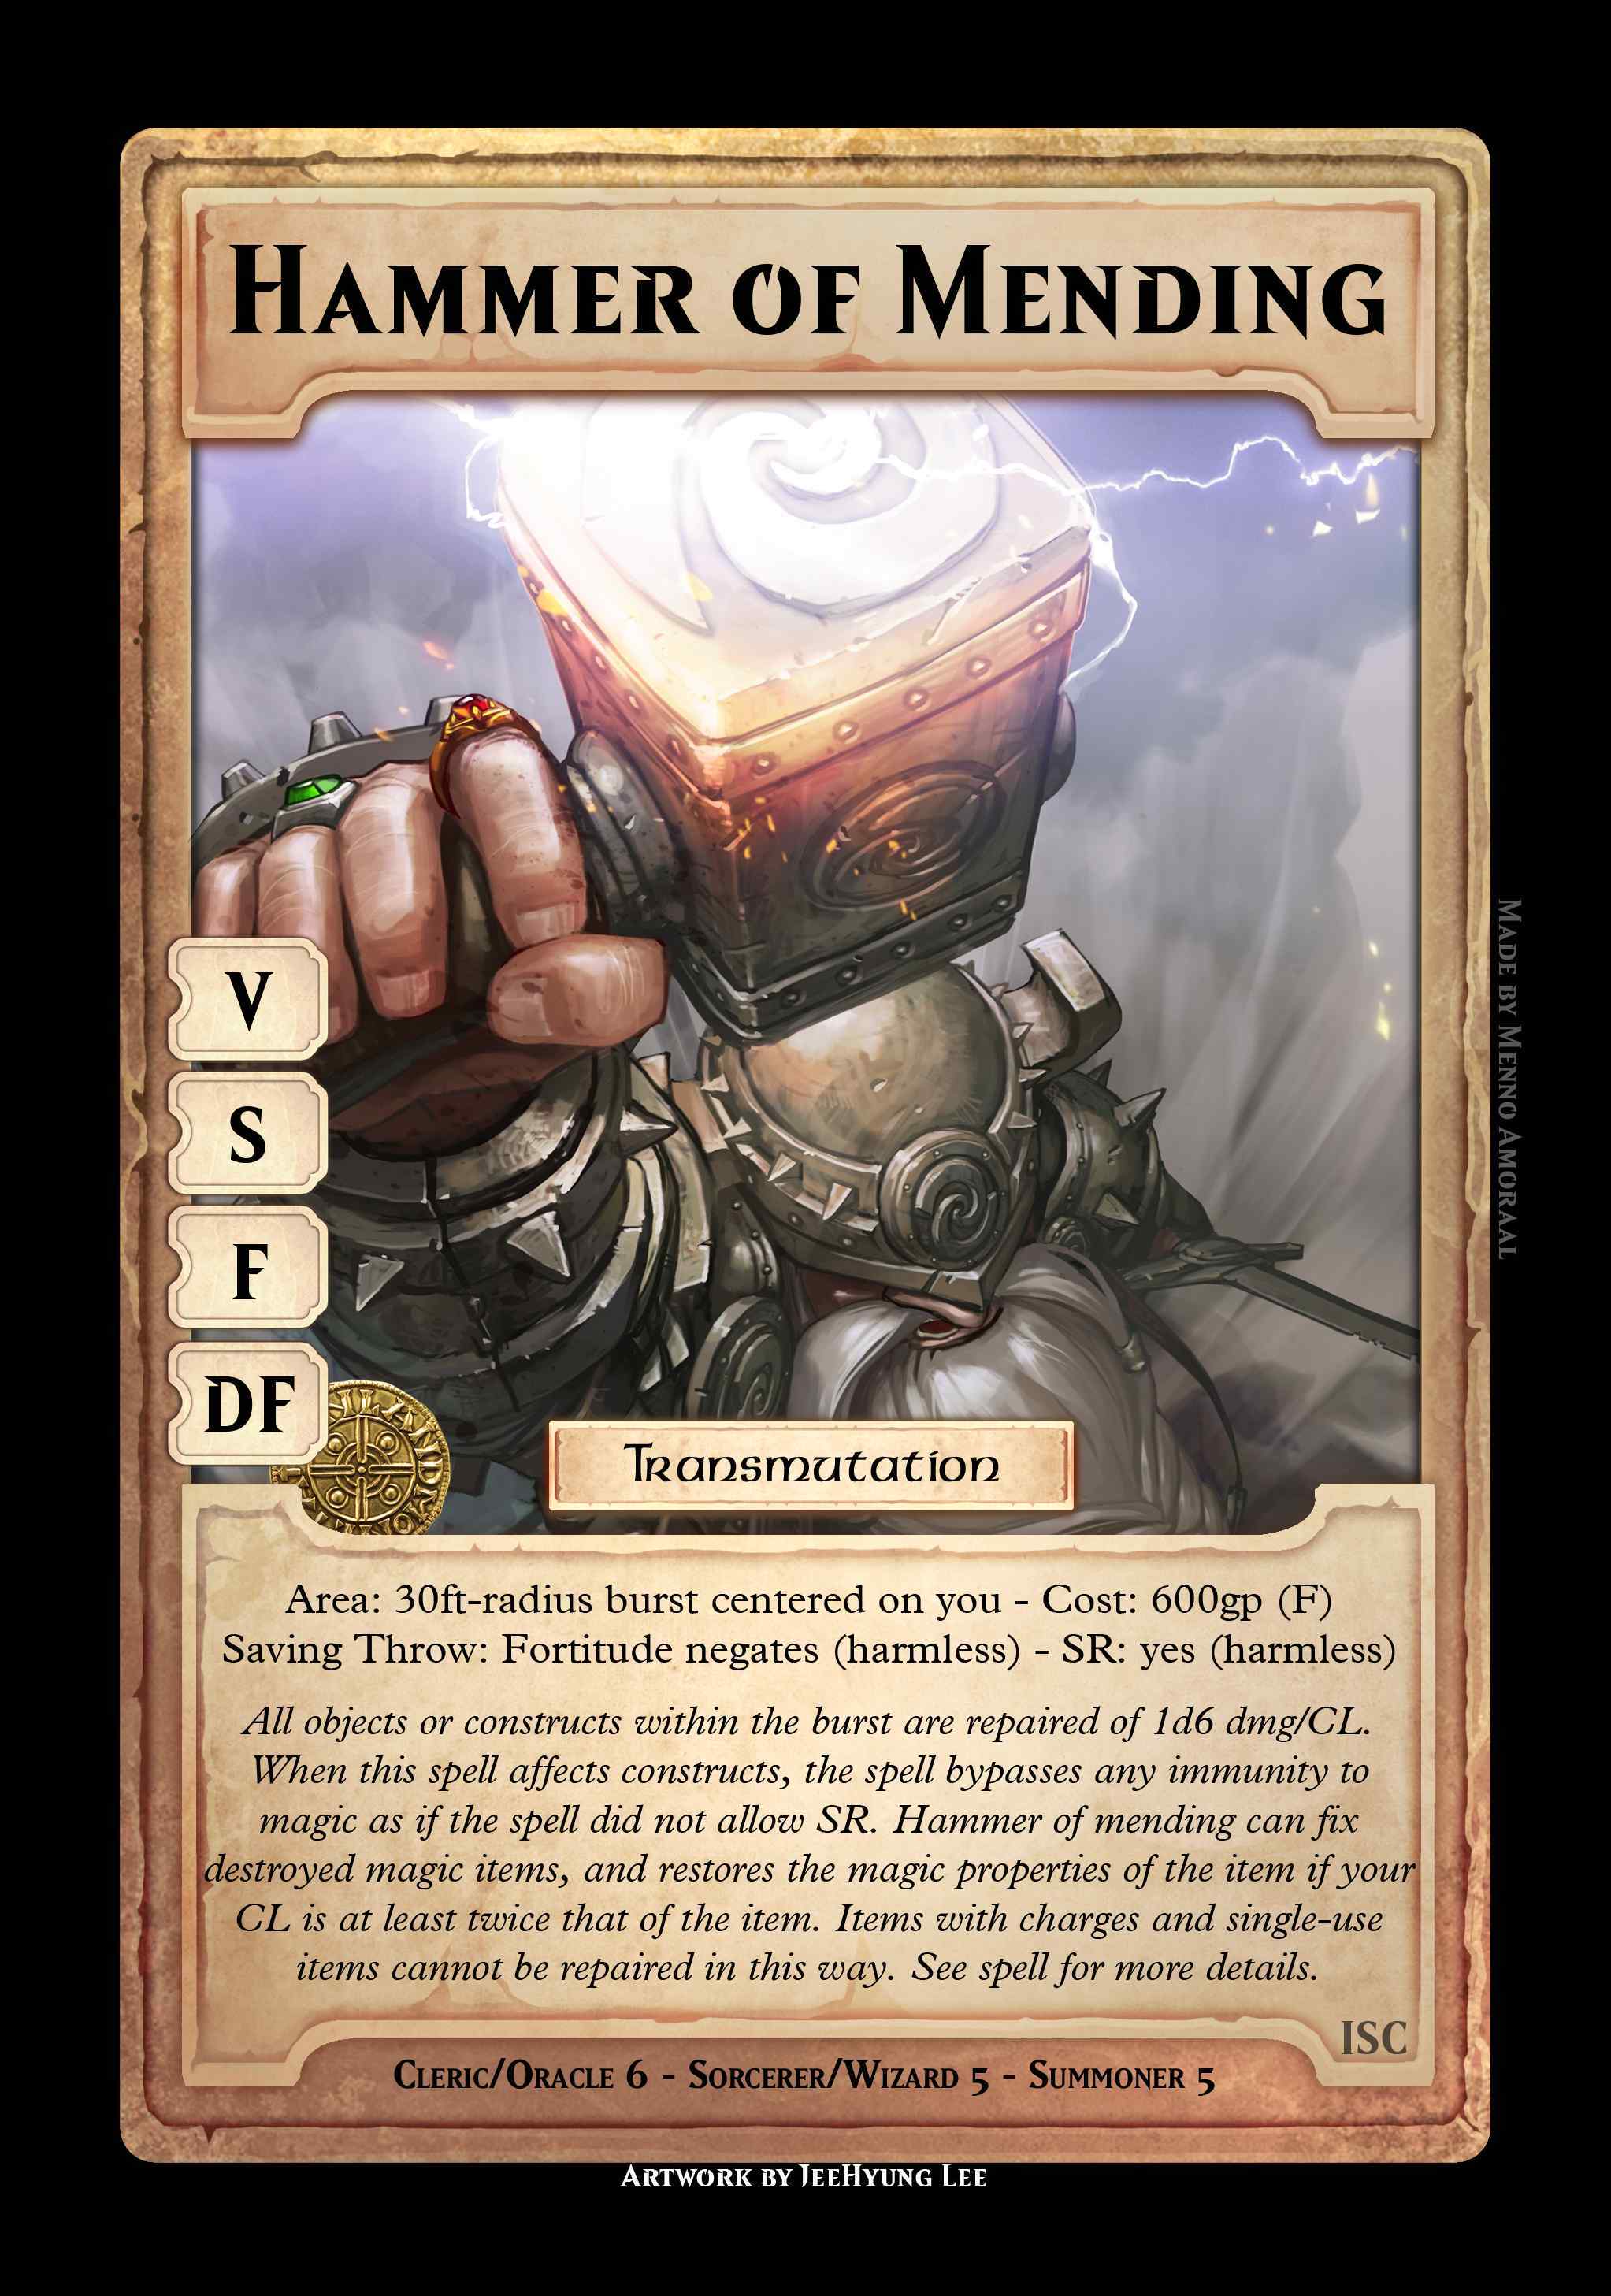 Hammer of Mending
V
S
F
DF
Transmutation
Area: 30ft-radius burst centered on you - Cost: 600gp (F)
Saving Throw: Fortitude negates (harmless) - SR: yes (harmless)
All objects or constructs within the burst are repaired of 1d6 dmg/CL.
When this spell affects constructs, the spell bypasses any immunity to
magic as if the spell did not allow SR. Hammer of mending can fix
destroyed magic items, and restores the magic properties of the item if your
CL is at least twice that of the item. Items with charges and single-use
items cannot be repaired in this way. See spell for more details.
ISC
Cleric/Oracle 6 - Sorcerer/Wizard 5 - Summoner 5
Artwork by JeeHyung Lee
Made by Menno Amoraal